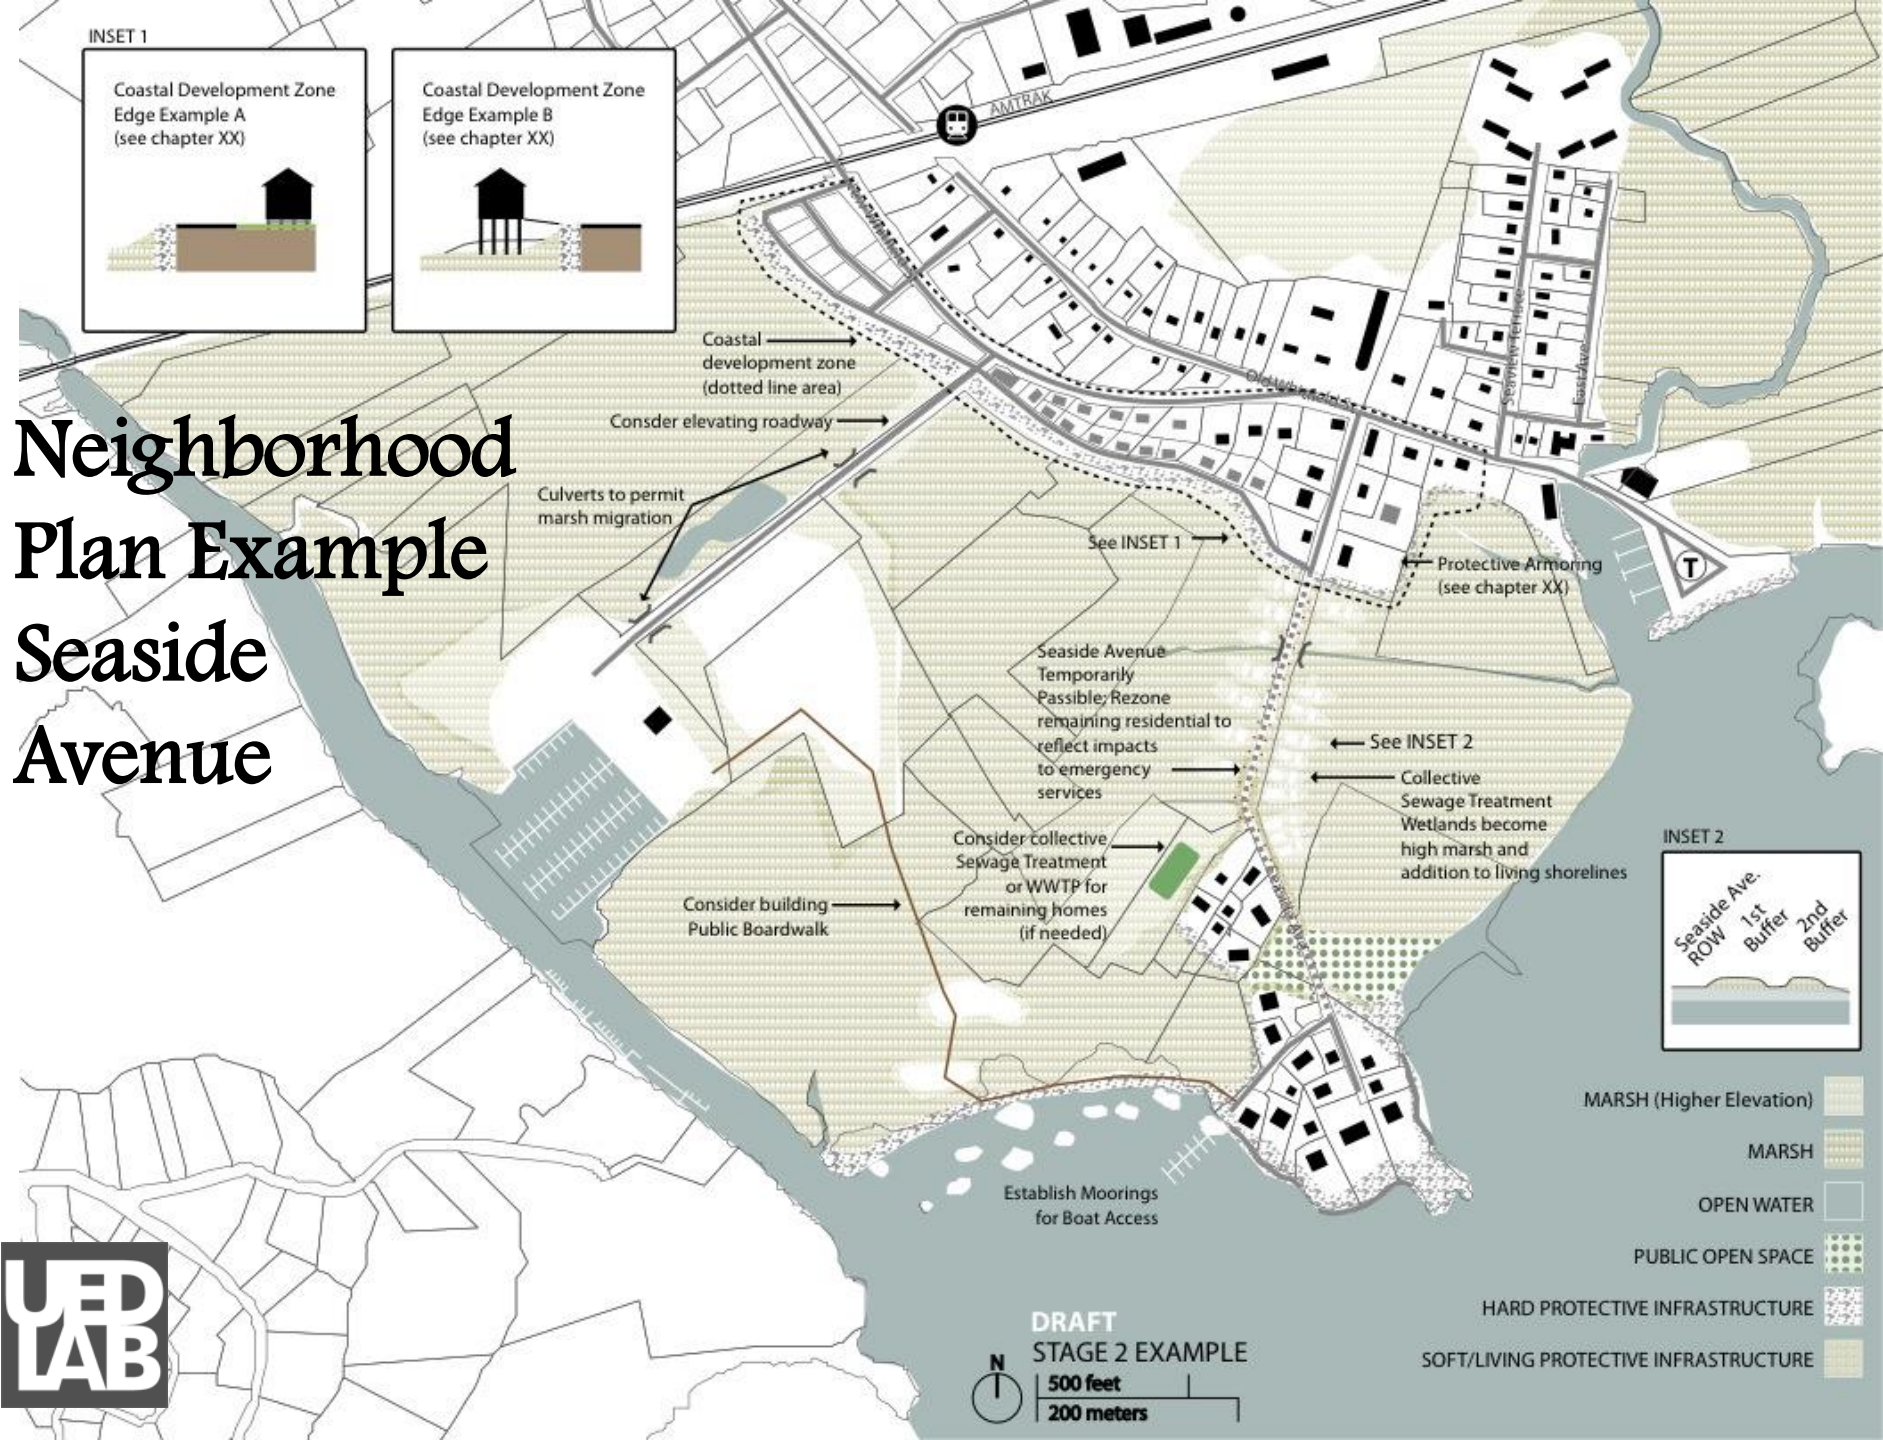 INSET 1
Coastal Development Zone
Edge Example A
(see chapter XX)
Coastal Development Zone
Edge Example B
(see chapter XX)
AMTRAK
Coastal
development zone
(dotted line area)
Consder elevating roadway
Culverts to permit
marsh migration
Neighborhood
Plan Example
Seaside
Avenue
Old Whitfield S
Seaview Terrace
East Ave
See INSET 1
Protective Armoring
(see chapter XX)
T
Seaside Avenue
Temporarily
Passible; Rezone
remaining residential to
reflect impacts
to emergency
services
See INSET 2
Collective
Sewage Treatment
Wetlands become
high marsh and
addition to living shorelines
Consider collective
Sewage Treatment
or WWTP for
remaining homes
(if needed)
Consider building
Public Boardwalk
INSET 2
Seaside Ave.
ROW
1st
Buffer
2nd
Buffer
Establish Moorings
for Boat Access
MARSH (Higher Elevation)
MARSH
OPEN WATER
PUBLIC OPEN SPACE
HARD PROTECTIVE INFRASTRUCTURE
SOFT/LIVING PROTECTIVE INFRASTRUCTURE
DRAFT
STAGE 2 EXAMPLE
N
500 feet
200 meters
UED
LAB